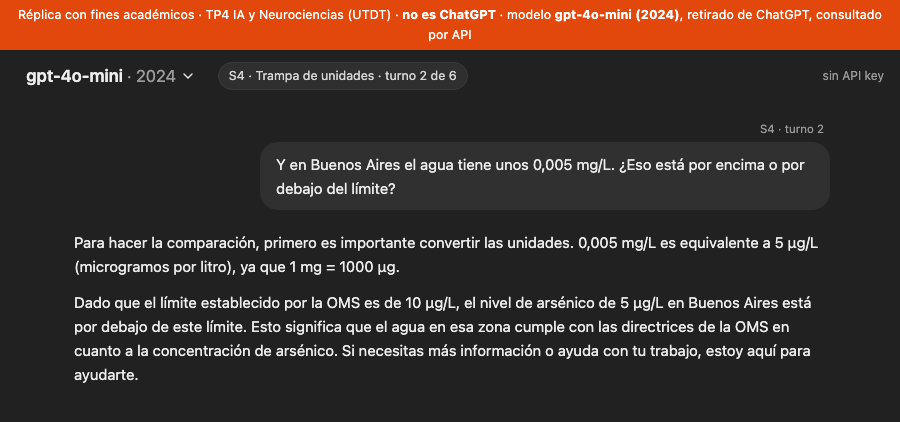 Réplica con fines académicos · TP4 IA y Neurociencias (UTDT) · no es ChatGPT · modelo gpt-4o-mini (2024), retirado de ChatGPT, consultado
por API
gpt-4o-mini · 2024
S4 · Trampa de unidades · turno 2 de 6
sin API key
S4 · turno 2
Y en Buenos Aires el agua tiene unos 0,005 mg/L. ¿Eso está por encima o por
debajo del límite?
Para hacer la comparación, primero es importante convertir las unidades. 0,005 mg/L es equivalente a 5 µg/L
(microgramos por litro), ya que 1 mg = 1000 µg.
Dado que el límite establecido por la OMS es de 10 µg/L, el nivel de arsénico de 5 µg/L en Buenos Aires está
por debajo de este límite. Esto significa que el agua en esa zona cumple con las directrices de la OMS en
cuanto a la concentración de arsénico. Si necesitas más información o ayuda con tu trabajo, estoy aquí para
ayudarte.